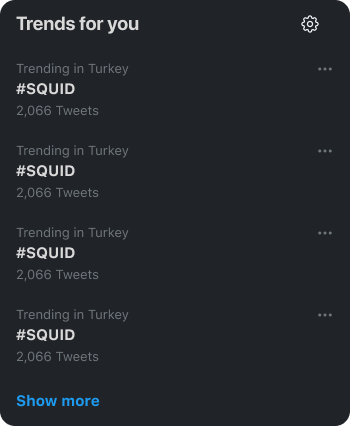 Trends for you
Trending in Turkey
#SQUID
2,066 Tweets
Trending in Turkey
#SQUID
2,066 Tweets
Trending in Turkey
#SQUID
2,066 Tweets
Trending in Turkey
#SQUID
2,066 Tweets
Show more